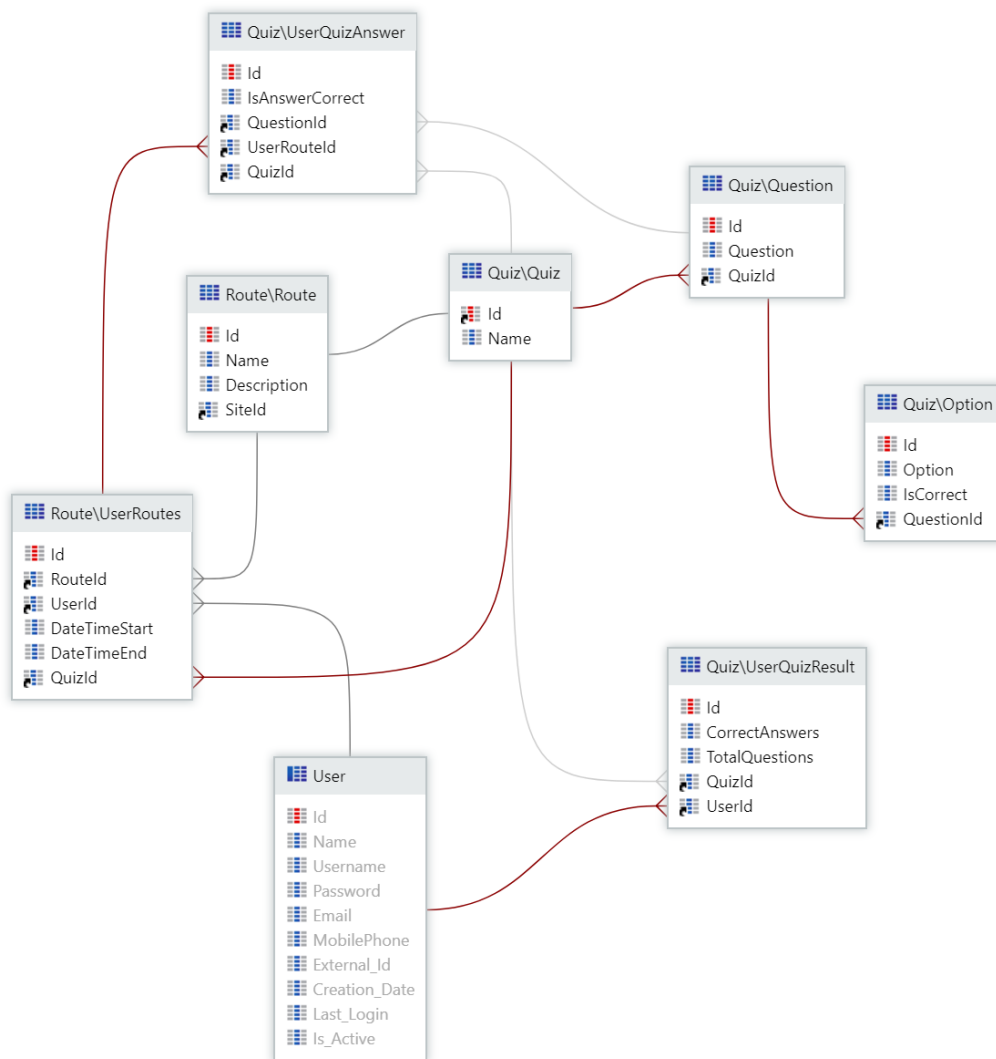 Quiz\UserQuizAnswer
Id
IsAnswerCorrect
QuestionId
UserRouteId
QuizId
Quiz\Question
Id
Question
QuizId
Quiz\Quiz
Id
Name
Route\Route
Id
Name
Description
SiteId
Quiz\Option
Id
Option
IsCorrect
QuestionId
Route\UserRoutes
Id
RouteId
UserId
DateTimeStart
DateTimeEnd
QuizId
Quiz\UserQuizResult
Id
CorrectAnswers
TotalQuestions
QuizId
UserId
User
Id
Name
Username
Password
Email
MobilePhone
External_Id
Creation_Date
Last_Login
Is_Active